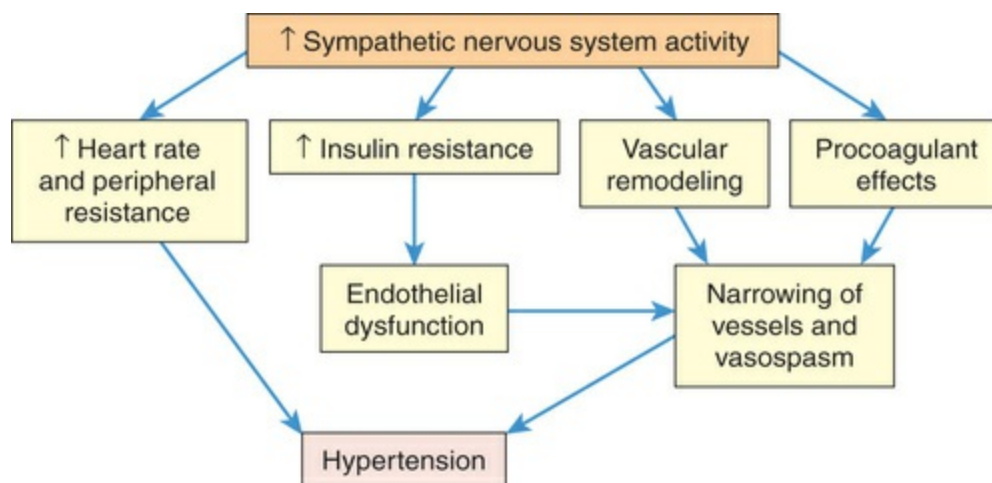 ↑ Sympathetic nervous system activity
↑ Heart rate
and peripheral
resistance
↑ Insulin resistance
Vascular
remodeling
Procoagulant
effects
Endothelial
dysfunction
Narrowing of
vessels and
vasospasm
Hypertension